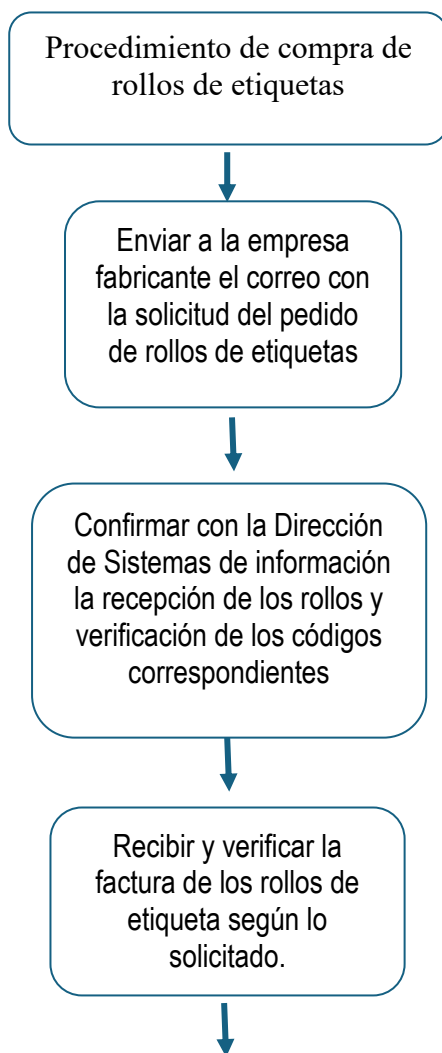 Procedimiento de compra de
rollos de etiquetas
Enviar a la empresa
fabricante el correo con
la solicitud del pedido
de rollos de etiquetas
Confirmar con la Dirección
de Sistemas de información
la recepción de los rollos y
verificación de los códigos
correspondientes
Recibir y verificar la
factura de los rollos de
etiqueta según lo
solicitado.